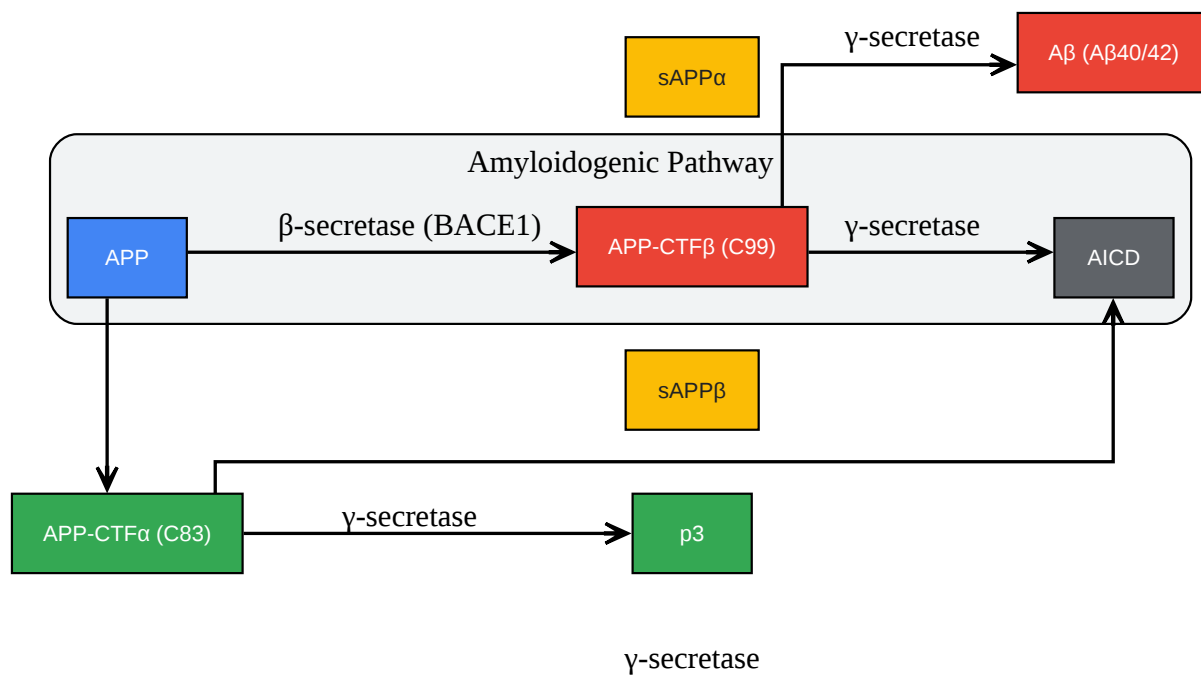 γ-secretase
Aβ (Aβ40/42)
sAPPα
Amyloidogenic Pathway
APP
β-secretase (BACE1)
APP-CTFβ (C99)
γ-secretase
AICD
sAPPβ
APP-CTFα (C83)
γ-secretase
p3
γ-secretase